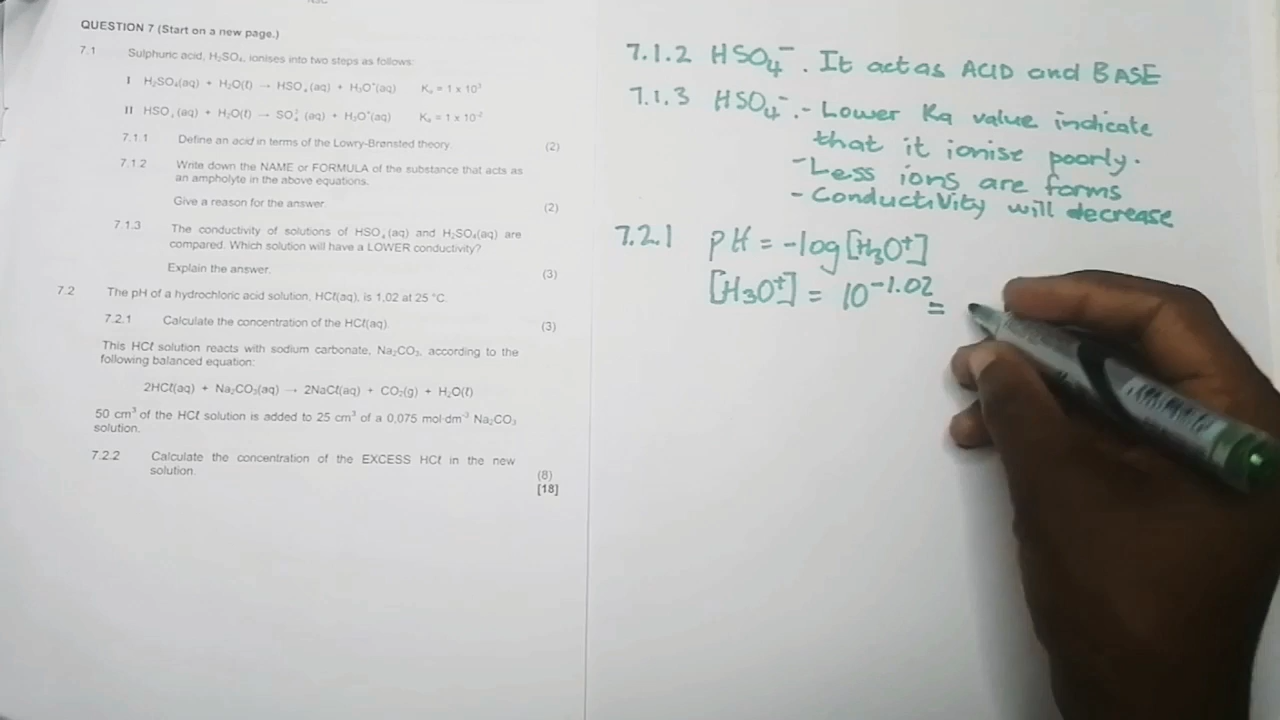 QUESTION 7 (Start on a new page.)
7.1 Sulphuric acid, H₂SO₄, ionises into two steps as follows:
I H₂SO₄(aq) + H₂O(ℓ) → HSO₄⁻(aq) + H₃O⁺(aq) Kₐ = 1 x 10³
II HSO₄⁻(aq) + H₂O(ℓ) → SO₄²⁻(aq) + H₃O⁺(aq) Kₐ = 1 x 10⁻²
7.1.1 Define an acid in terms of the Lowry-Brønsted theory. (2)
7.1.2 Write down the NAME or FORMULA of the substance that acts as
an ampholyte in the above equations.
Give a reason for the answer. (2)
7.1.3 The conductivity of solutions of HSO₄⁻(aq) and H₂SO₄(aq) are
compared. Which solution will have a LOWER conductivity?
Explain the answer. (3)
7.2 The pH of a hydrochloric acid solution, HCℓ(aq), is 1,02 at 25 °C.
7.2.1 Calculate the concentration of the HCℓ(aq). (3)
This HCℓ solution reacts with sodium carbonate, Na₂CO₃, according to the
following balanced equation:
2HCℓ(aq) + Na₂CO₃(aq) → 2NaCℓ(aq) + CO₂(g) + H₂O(ℓ)
50 cm³ of the HCℓ solution is added to 25 cm³ of a 0,075 mol·dm⁻³ Na₂CO₃
solution.
7.2.2 Calculate the concentration of the EXCESS HCℓ in the new
solution. (8)
[18]
7.1.2 HSO₄⁻. It act as ACID and BASE
7.1.3 HSO₄⁻.- Lower Ka value indicate
that it ionise poorly.
- Less ions are forms
- Conductivity will decrease
7.2.1 pH = -log[H₃O⁺]
[H₃O⁺] = 10⁻¹·⁰² =